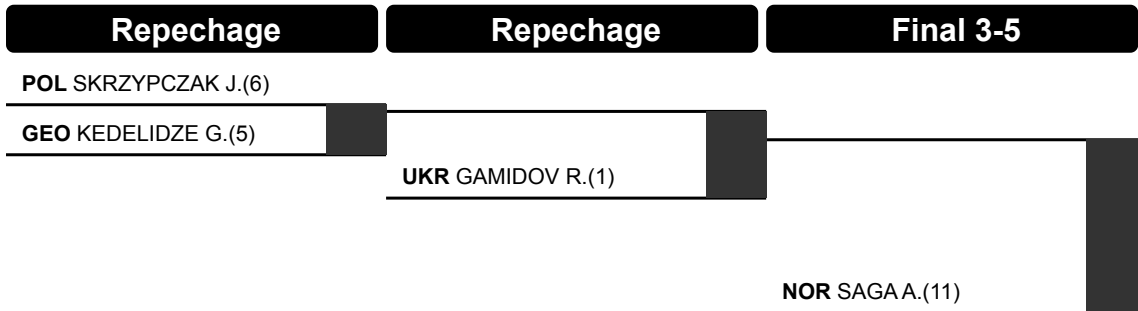 Repechage
Repechage
Final 3-5
POL SKRZYPCZAK J.(6)
GEO KEDELIDZE G.(5)
UKR GAMIDOV R.(1)
NOR SAGA A.(11)